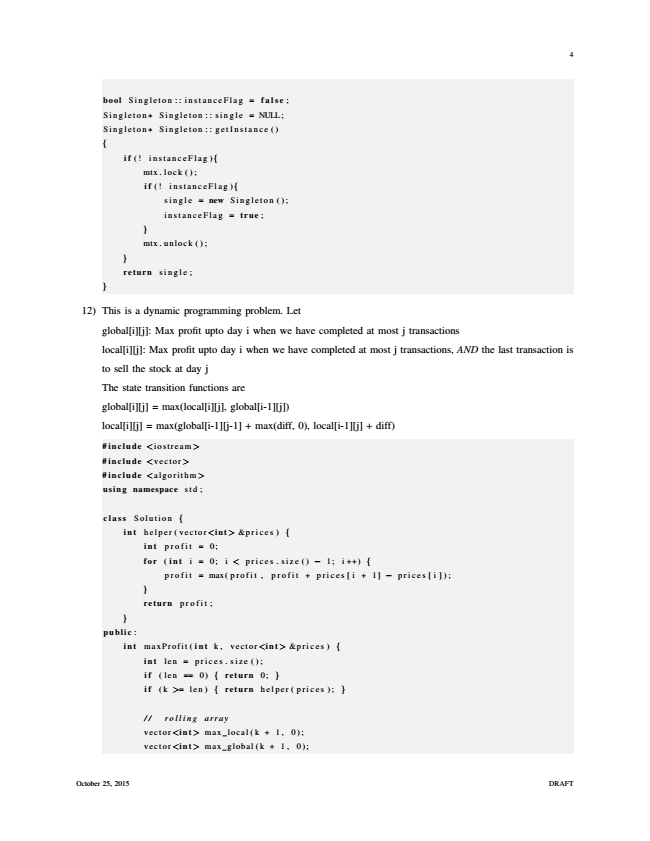 4
bool Singleton::instanceFlag = false;
Singleton* Singleton::single = NULL;
Singleton* Singleton::getInstance()
{
    if(! instanceFlag){
        mtx.lock();
        if(! instanceFlag){
            single = new Singleton();
            instanceFlag = true;
        }
        mtx.unlock();
    }
    return single;
}
12) This is a dynamic programming problem. Let
global[i][j]: Max profit upto day i when we have completed at most j transactions
local[i][j]: Max profit upto day i when we have completed at most j transactions, AND the last transaction is
to sell the stock at day j
The state transition functions are
global[i][j] = max(local[i][j], global[i-1][j])
local[i][j] = max(global[i-1][j-1] + max(diff, 0), local[i-1][j] + diff)
#include <iostream>
#include <vector>
#include <algorithm>
using namespace std;
class Solution {
    int helper(vector<int> &prices) {
        int profit = 0;
        for (int i = 0; i < prices.size() − 1; i++) {
            profit = max(profit, profit + prices[i + 1] − prices[i]);
        }
        return profit;
    }
public:
    int maxProfit(int k, vector<int> &prices) {
        int len = prices.size();
        if (len == 0) { return 0; }
        if (k >= len) { return helper(prices); }
        // rolling array
        vector<int> max_local(k + 1, 0);
        vector<int> max_global(k + 1, 0);
October 25, 2015 DRAFT